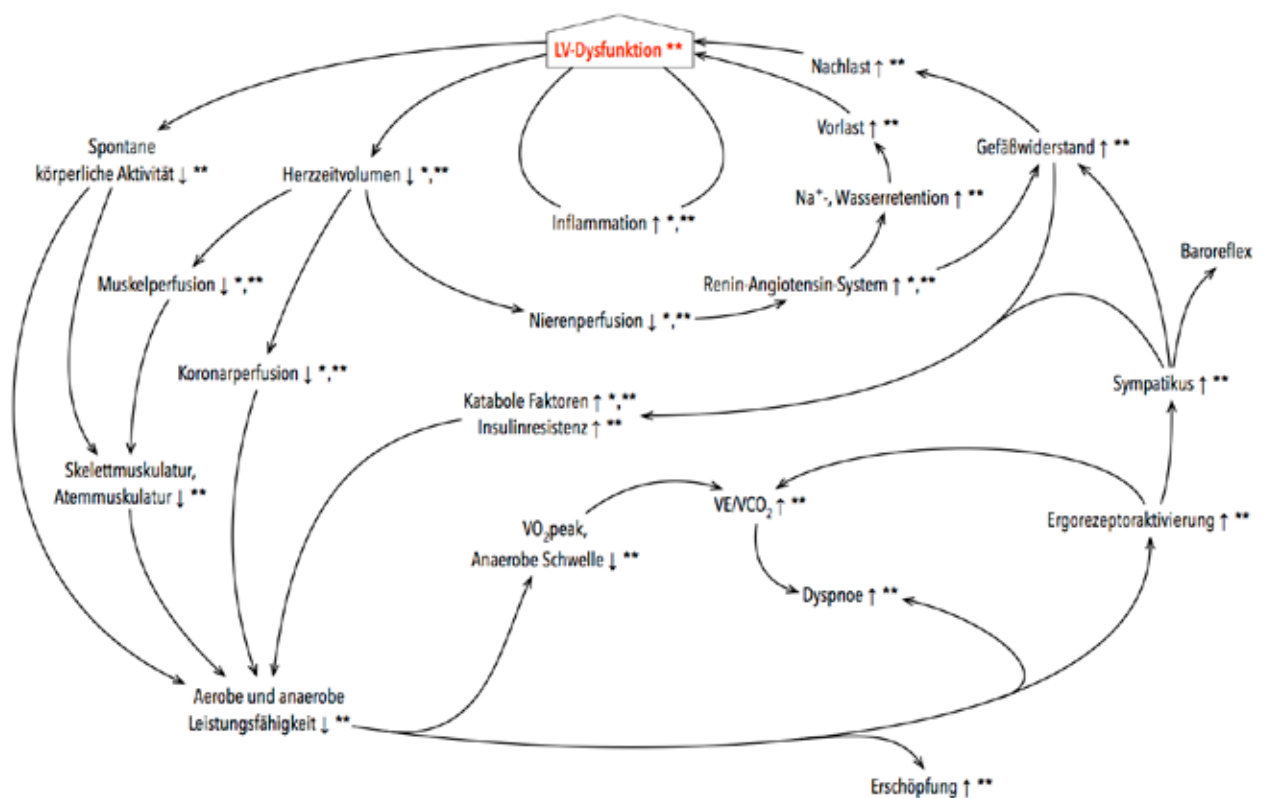 LV-Dysfunktion **
Nachlast ↑ **
Vorlast ↑ **
Gefäßwiderstand ↑ **
Spontane
körperliche Aktivität ↓ **
Herzzeitvolumen ↓ *,**
Na⁺-, Wasserretention ↑ **
Inflammation ↑ *,**
Baroreflex
Muskelperfusion ↓ *,**
Renin-Angiotensin-System ↑ *,**
Nierenperfusion ↓ *,**
Koronarperfusion ↓ *,**
Sympatikus ↑ **
Katabole Faktoren ↑ *,**
Insulinresistenz ↑ **
Skelettmuskulatur,
Atemmuskulatur ↓ **
VE/VCO₂ ↑ **
Ergorezeptoraktivierung ↑ **
VO₂peak,
Anaerobe Schwelle ↓ **
Dyspnoe ↑ **
Aerobe und anaerobe
Leistungsfähigkeit ↓ **
Erschöpfung ↑ **